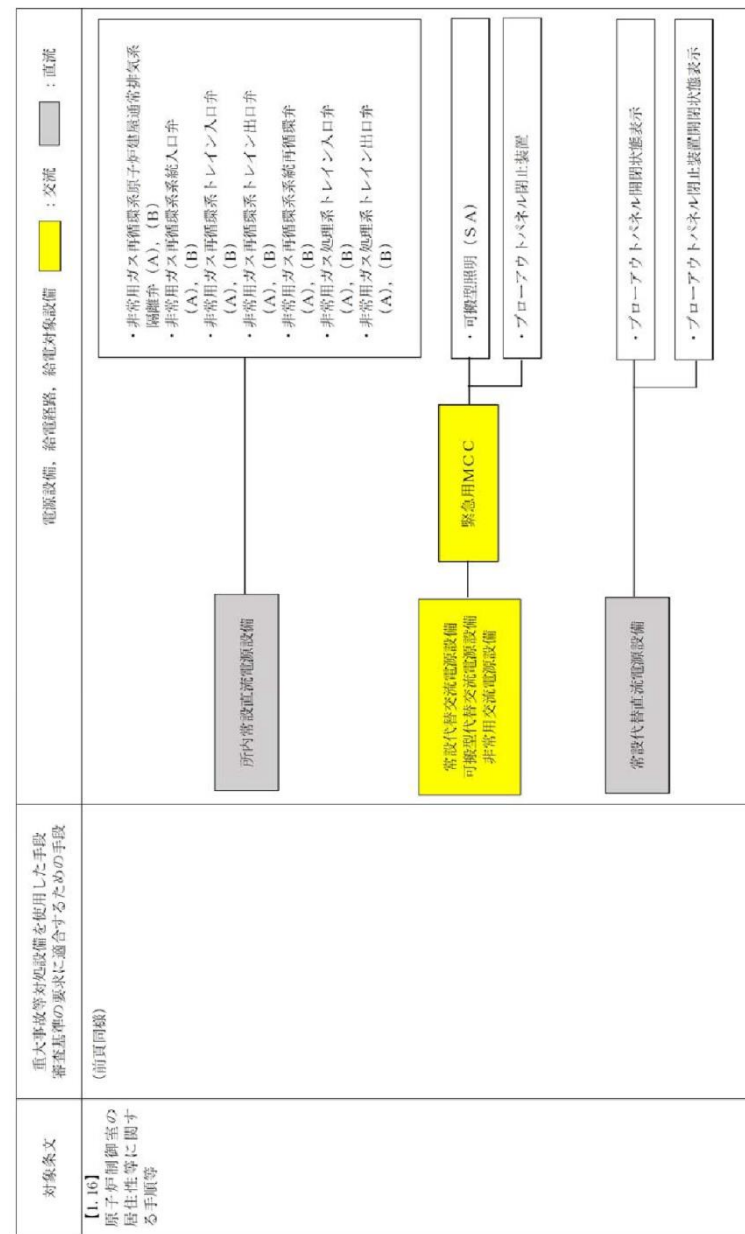 対象条文
重大事故等対処設備を使用した手段
審査基準の要求に適合するための手段
電源設備，給電経路，給電対象設備
：交流
：直流
【1.16】
原子炉制御室の
居住性等に関す
る手順等
(前頁同様)
所内常設直流電源設備
・非常用ガス再循環系原子炉建屋通常排気系
隔離弁（A），（B）
・非常用ガス再循環系系統入口弁
（A），（B）
・非常用ガス再循環系トレイン入口弁
（A），（B）
・非常用ガス再循環系トレイン出口弁
（A），（B）
・非常用ガス再循環系系統再循環弁
（A），（B）
・非常用ガス処理系トレイン入口弁
（A），（B）
・非常用ガス処理系トレイン出口弁
（A），（B）
常設代替交流電源設備
可搬型代替交流電源設備
非常用交流電源設備
緊急用MCC
・可搬型照明（SA）
・ブローアウトパネル閉止装置
常設代替直流電源設備
・ブローアウトパネル開閉状態表示
・ブローアウトパネル閉止装置開閉状態表示